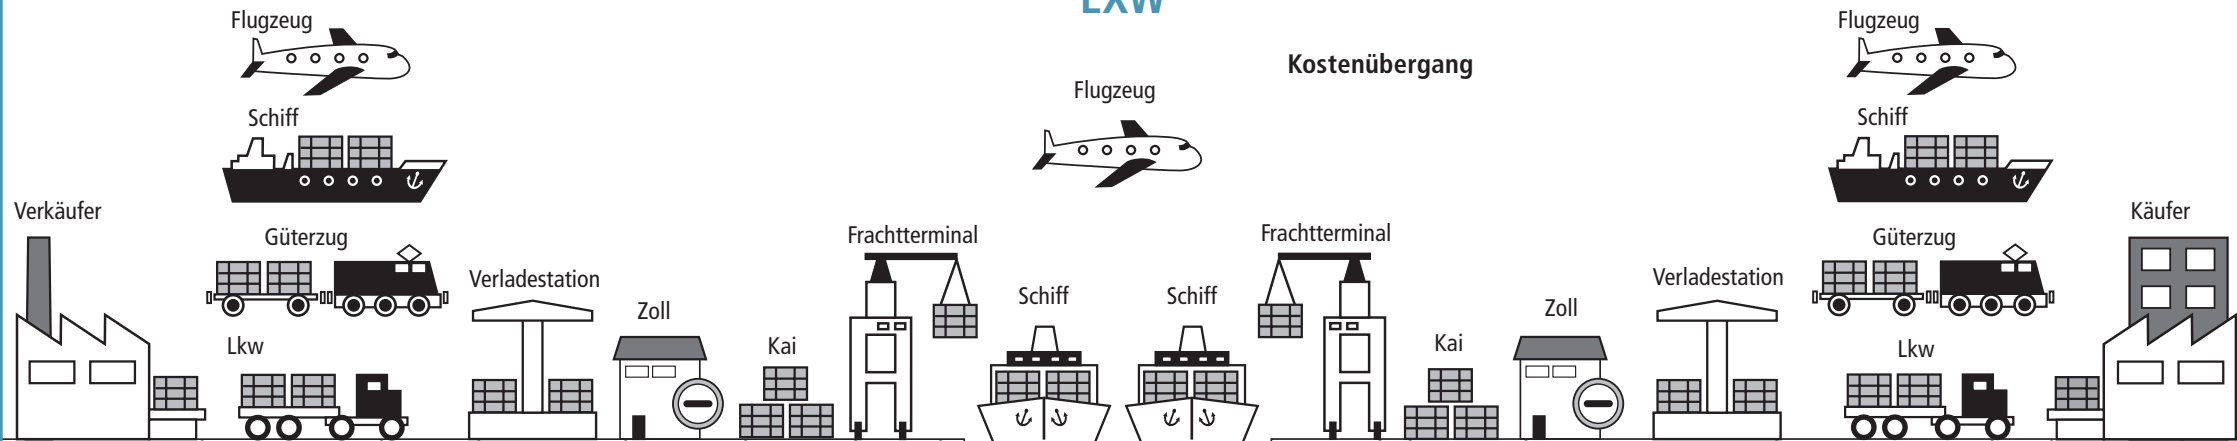 EXW
Kostenübergang
Flugzeug
Schiff
Verkäufer
Güterzug
Lkw
Verladestation
Zoll
Kai
Frachtterminal
Flugzeug
Schiff
Schiff
Frachtterminal
Kai
Zoll
Verladestation
Flugzeug
Schiff
Güterzug
Lkw
Käufer